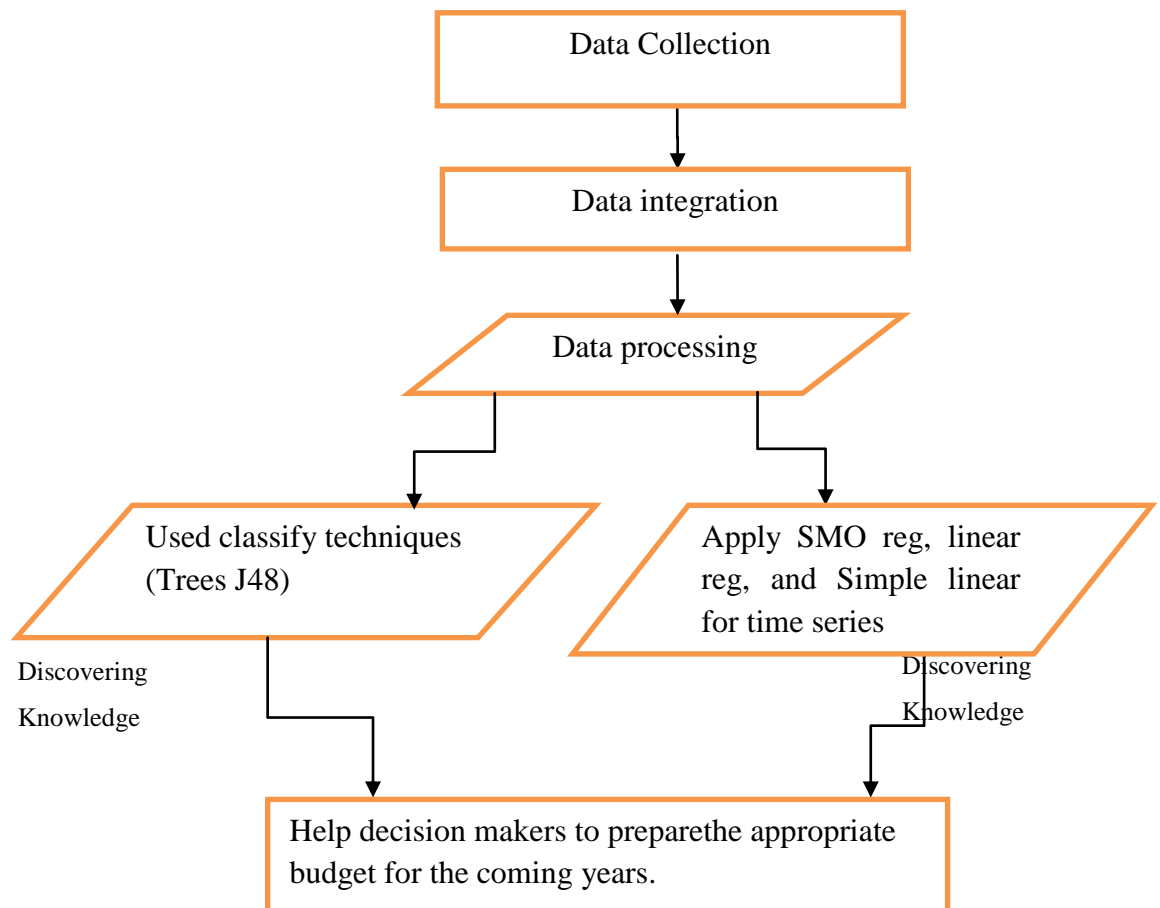 Data Collection
Data integration
Data processing
Used classify techniques
(Trees J48)
Apply SMO reg, linear
reg, and Simple linear
for time series
Discovering
Knowledge
Discovering
Knowledge
Help decision makers to preparethe appropriate
budget for the coming years.